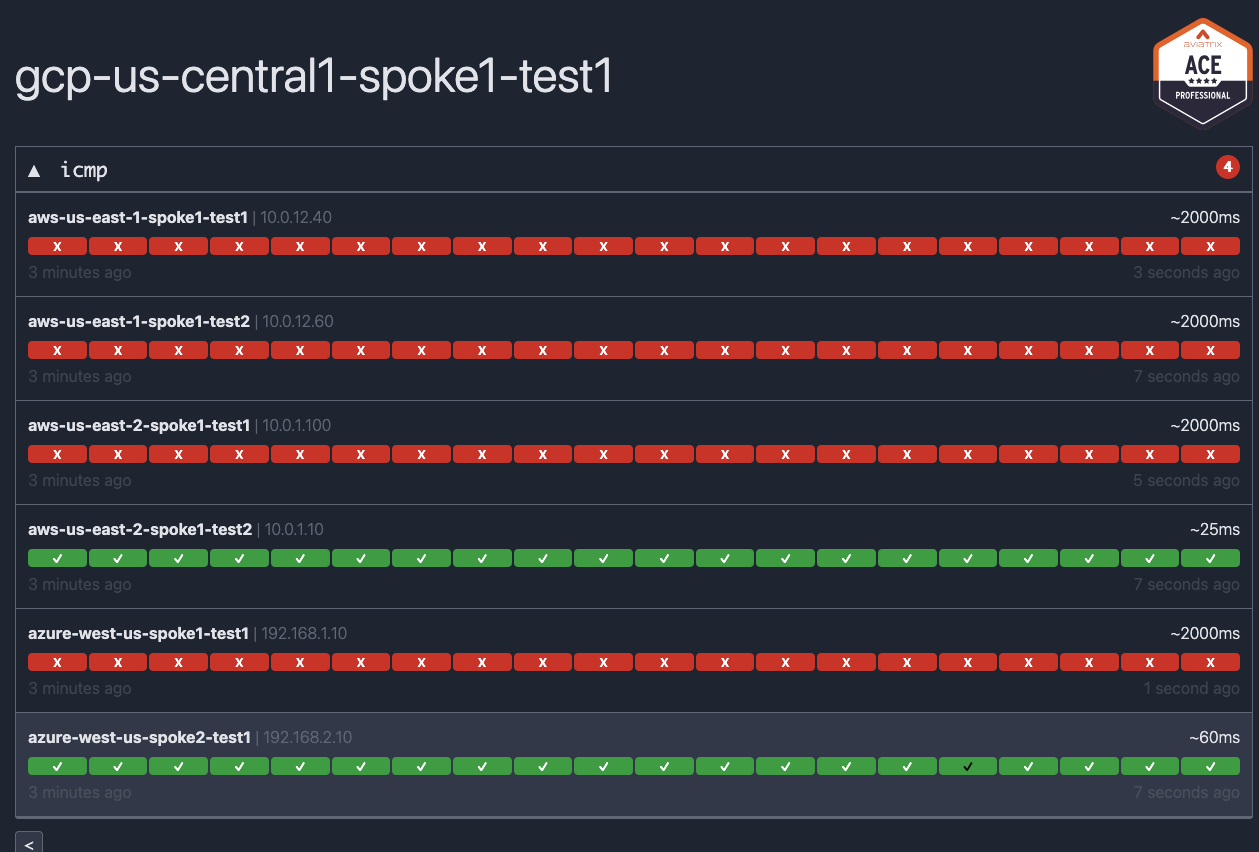 aviatrix
ACE
PROFESSIONAL
gcp-us-central1-spoke1-test1
▲ icmp 4
aws-us-east-1-spoke1-test1 | 10.0.12.40 ~2000ms
X X X X X X X X X X X X X X X X X X X X
3 minutes ago 3 seconds ago
aws-us-east-1-spoke1-test2 | 10.0.12.60 ~2000ms
X X X X X X X X X X X X X X X X X X X X
3 minutes ago 7 seconds ago
aws-us-east-2-spoke1-test1 | 10.0.1.100 ~2000ms
X X X X X X X X X X X X X X X X X X X X
3 minutes ago 5 seconds ago
aws-us-east-2-spoke1-test2 | 10.0.1.10 ~25ms
✓ ✓ ✓ ✓ ✓ ✓ ✓ ✓ ✓ ✓ ✓ ✓ ✓ ✓ ✓ ✓ ✓ ✓ ✓ ✓
3 minutes ago 7 seconds ago
azure-west-us-spoke1-test1 | 192.168.1.10 ~2000ms
X X X X X X X X X X X X X X X X X X X X
3 minutes ago 1 second ago
azure-west-us-spoke2-test1 | 192.168.2.10 ~60ms
✓ ✓ ✓ ✓ ✓ ✓ ✓ ✓ ✓ ✓ ✓ ✓ ✓ ✓ ✓ ✓ ✓ ✓ ✓ ✓
3 minutes ago 7 seconds ago
<